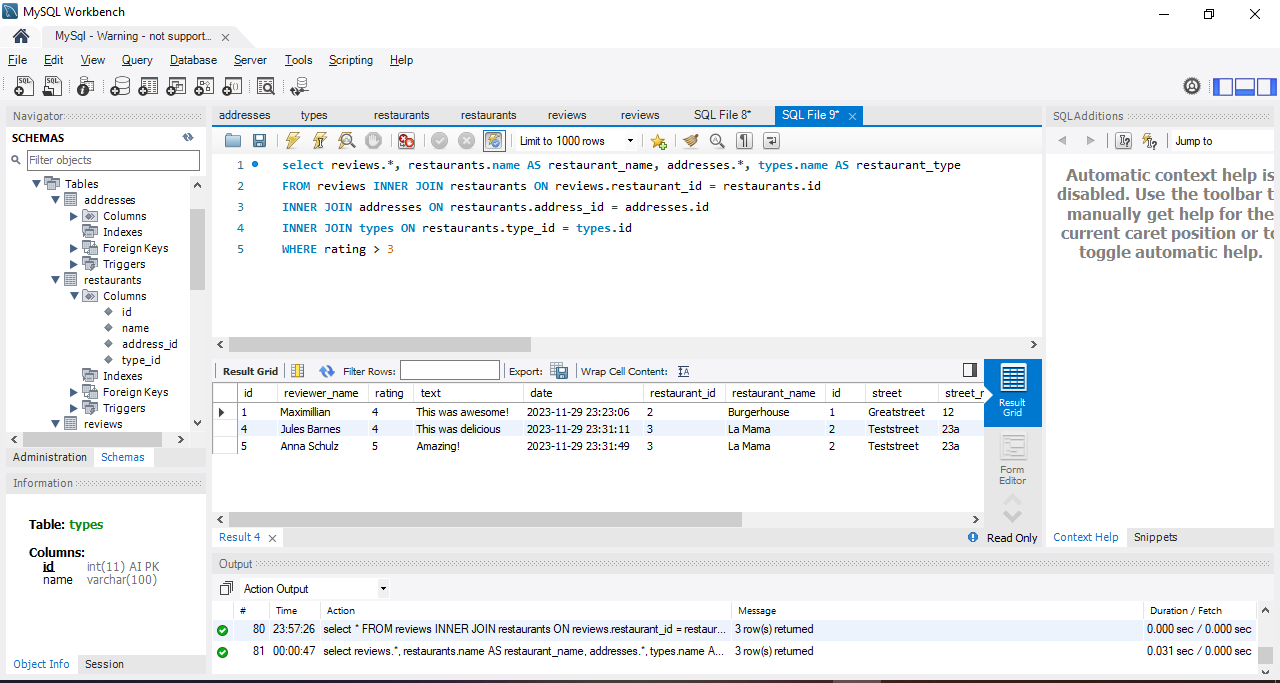 MySQL Workbench
MySql - Warning - not support...
File Edit View Query Database Server Tools Scripting Help
Navigator
SCHEMAS
Filter objects
Tables
addresses
Columns
Indexes
Foreign Keys
Triggers
restaurants
Columns
id
name
address_id
type_id
Indexes
Foreign Keys
Triggers
reviews
Administration Schemas
Information
Table: types
Columns:
id int(11) AI PK
name varchar(100)
Object Info Session
addresses types restaurants restaurants reviews reviews SQL File 8* SQL File 9*
Limit to 1000 rows
1 select reviews.*, restaurants.name AS restaurant_name, addresses.*, types.name AS restaurant_type
2 FROM reviews INNER JOIN restaurants ON reviews.restaurant_id = restaurants.id
3 INNER JOIN addresses ON restaurants.address_id = addresses.id
4 INNER JOIN types ON restaurants.type_id = types.id
5 WHERE rating > 3
Result Grid Filter Rows: Export: Wrap Cell Content:
id reviewer_name rating text date restaurant_id restaurant_name id street street_n
1 Maximillian 4 This was awesome! 2023-11-29 23:23:06 2 Burgerhouse 1 Greatstreet 12
4 Jules Barnes 4 This was delicious 2023-11-29 23:31:11 3 La Mama 2 Teststreet 23a
5 Anna Schulz 5 Amazing! 2023-11-29 23:31:49 3 La Mama 2 Teststreet 23a
Result
Grid
Form
Editor
Result 4 Read Only
Output
Action Output
# Time Action Message Duration / Fetch
80 23:57:26 select * FROM reviews INNER JOIN restaurants ON reviews.restaurant_id = restaur... 3 row(s) returned 0.000 sec / 0.000 sec
81 00:00:47 select reviews.*, restaurants.name AS restaurant_name, addresses.*, types.name A... 3 row(s) returned 0.031 sec / 0.000 sec
SQLAdditions
Jump to
Automatic context help is
disabled. Use the toolbar t
manually get help for the
current caret position or to
toggle automatic help.
Context Help Snippets